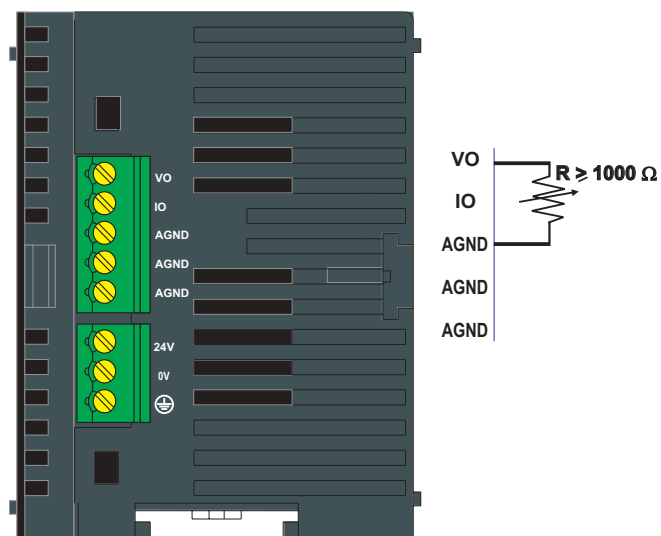 VO
IO
AGND
AGND
AGND
24V
0V
VO
R ≥ 1000 Ω
IO
AGND
AGND
AGND